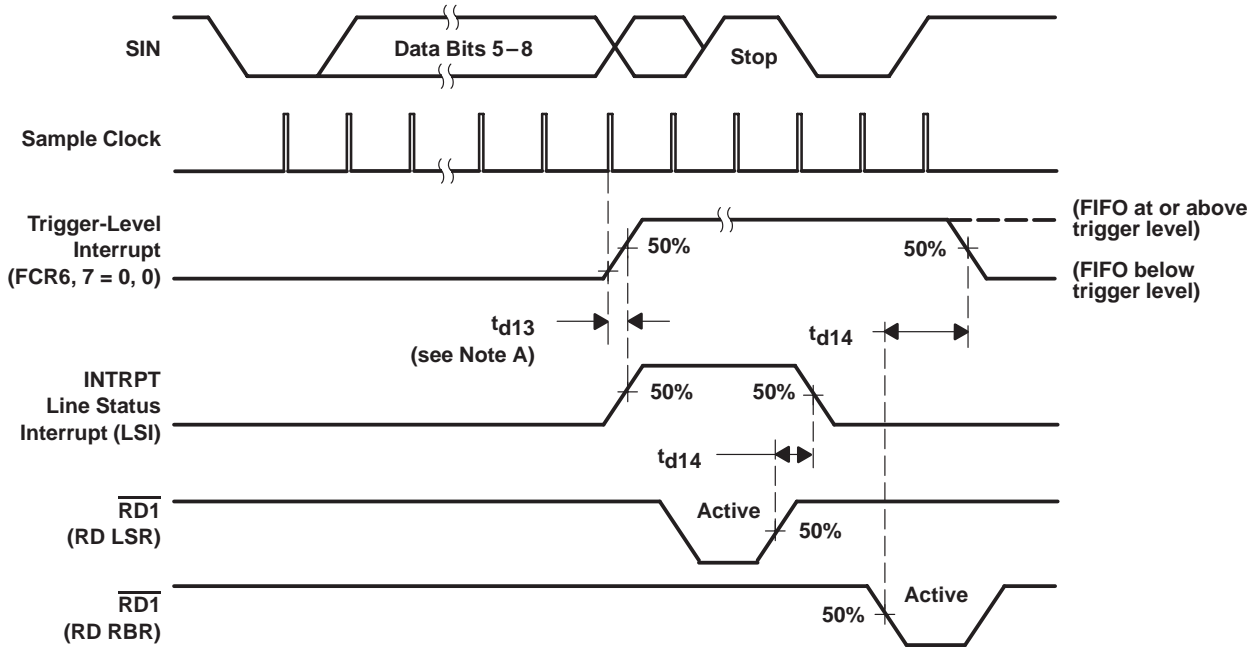 SIN
Data Bits 5–8
Stop
Sample Clock
Trigger-Level
Interrupt
(FCR6, 7 = 0, 0)
50%
50%
(FIFO at or above
trigger level)
(FIFO below
trigger level)
td13
(see Note A)
td14
INTRPT
Line Status
Interrupt (LSI)
50%
50%
td14
RD1
(RD LSR)
Active
50%
RD1
(RD RBR)
50%
Active